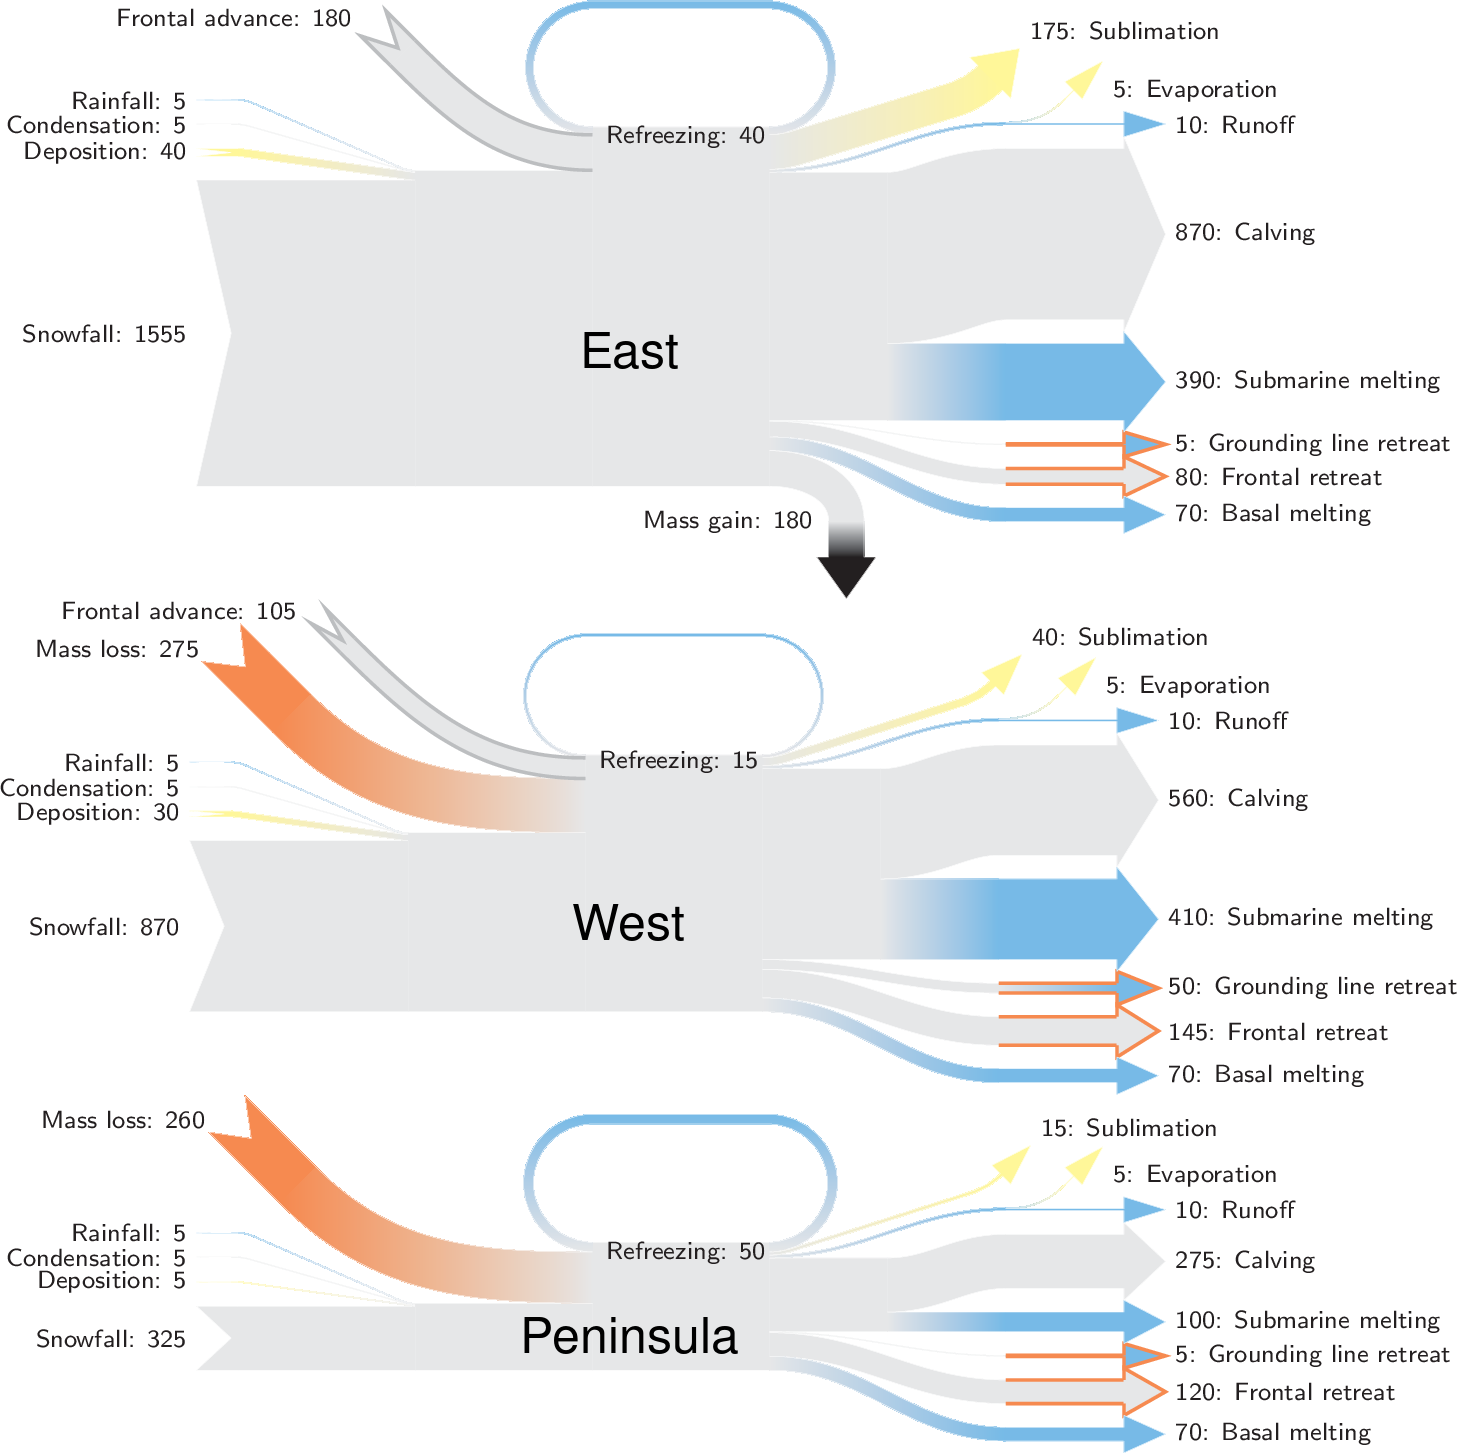 Frontal advance: 180
175: Sublimation
5: Evaporation
Rainfall: 5
Condensation: 5
10: Runoff
Deposition: 40
Refreezing: 40
870: Calving
Snowfall: 1555
East
390: Submarine melting
5: Grounding line retreat
80: Frontal retreat
70: Basal melting
Mass gain: 180
Frontal advance: 105
Mass loss: 275
40: Sublimation
5: Evaporation
10: Runoff
Rainfall: 5
Condensation: 5
Deposition: 30
Refreezing: 15
560: Calving
Snowfall: 870
West
410: Submarine melting
50: Grounding line retreat
145: Frontal retreat
70: Basal melting
Mass loss: 260
15: Sublimation
5: Evaporation
10: Runoff
Rainfall: 5
Condensation: 5
Deposition: 5
Refreezing: 50
275: Calving
Snowfall: 325
Peninsula
100: Submarine melting
5: Grounding line retreat
120: Frontal retreat
70: Basal melting